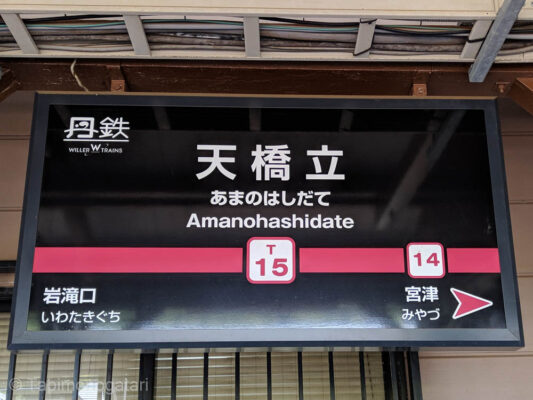 丹鉄
WILLER TRAINS
天橋立
あまのはしだて
Amanohashidate
T
15
14
岩滝口
いわたきぐち
宮津
みやづ
© Tabimonogatari